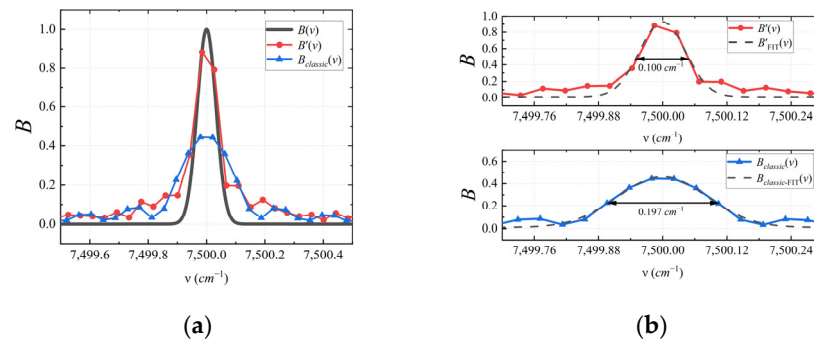 B(ν)
B′(ν)
B_classic(ν)
1.0
0.8
0.6
0.4
0.2
0.0
B
7,499.6 7,499.8 7,500.0 7,500.2 7,500.4
ν (cm⁻¹)
(a)
B′(ν)
B′_FIT(ν)
1.0
0.8
0.6
0.4
0.2
0.0
B
0.100 cm⁻¹
7,499.76 7,499.88 7,500.00 7,500.12 7,500.24
B_classic(ν)
B_classic-FIT(ν)
0.6
0.4
0.2
0.0
B
0.197 cm⁻¹
7,499.76 7,499.88 7,500.00 7,500.12 7,500.24
ν (cm⁻¹)
(b)